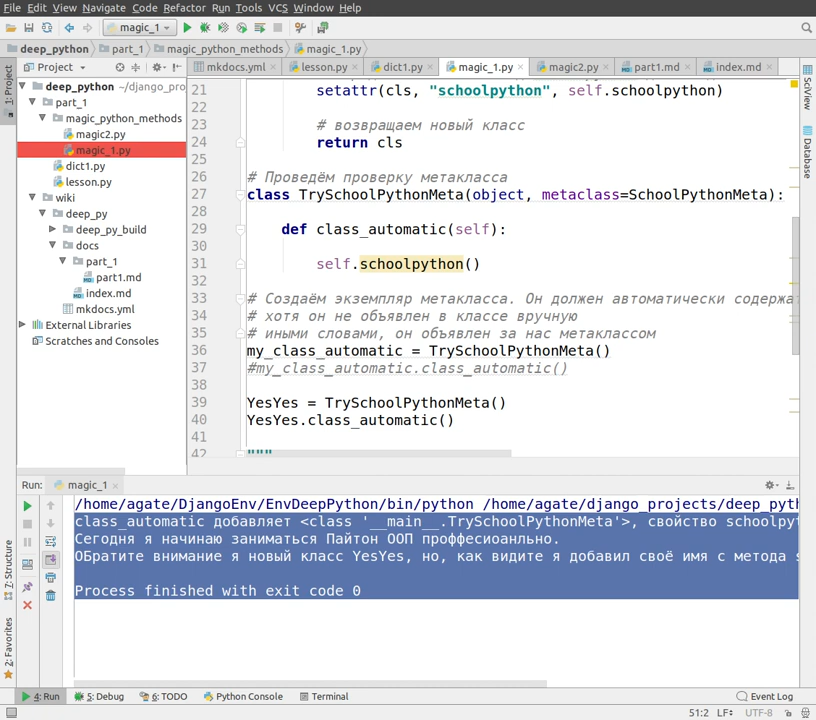 File Edit View Navigate Code Refactor Run Tools VCS Window Help
magic_1
deep_python part_1 magic_python_methods magic_1.py
1: Project
Project
mkdocs.yml lesson.py dict1.py magic_1.py magic2.py part1.md index.md
SciView
Database
deep_python ~/django_pro
part_1
magic_python_methods
magic2.py
magic_1.py
dict1.py
lesson.py
wiki
deep_py
deep_py_build
docs
part_1
part1.md
index.md
mkdocs.yml
External Libraries
Scratches and Consoles
21 setattr(cls, "schoolpython", self.schoolpython)
22
23 # возвращаем новый класс
24 return cls
25
26 # Проведём проверку метакласса
27 class TrySchoolPythonMeta(object, metaclass=SchoolPythonMeta):
28
29 def class_automatic(self):
30
31 self.schoolpython()
32
33 # Создаём экземпляр метакласса. Он должен автоматически содержа
34 # хотя он не объявлен в классе вручную
35 # иными словами, он объявлен за нас метаклассом
36 my_class_automatic = TrySchoolPythonMeta()
37 #my_class_automatic.class_automatic()
38
39 YesYes = TrySchoolPythonMeta()
40 YesYes.class_automatic()
41
42 """
Run: magic_1
/home/agate/DjangoEnv/EnvDeepPython/bin/python /home/agate/django_projects/deep_pyth
class_automatic добавляет <class '__main__.TrySchoolPythonMeta'>, свойство schoolpyt
Сегодня я начинаю заниматься Пайтон ООП проффесиоанльно.
ОБратите внимание я новый класс YesYes, но, как видите я добавил своё имя с метода s
Process finished with exit code 0
7: Structure
2: Favorites
4: Run 5: Debug 6: TODO Python Console Terminal Event Log
51:2 LF UTF-8